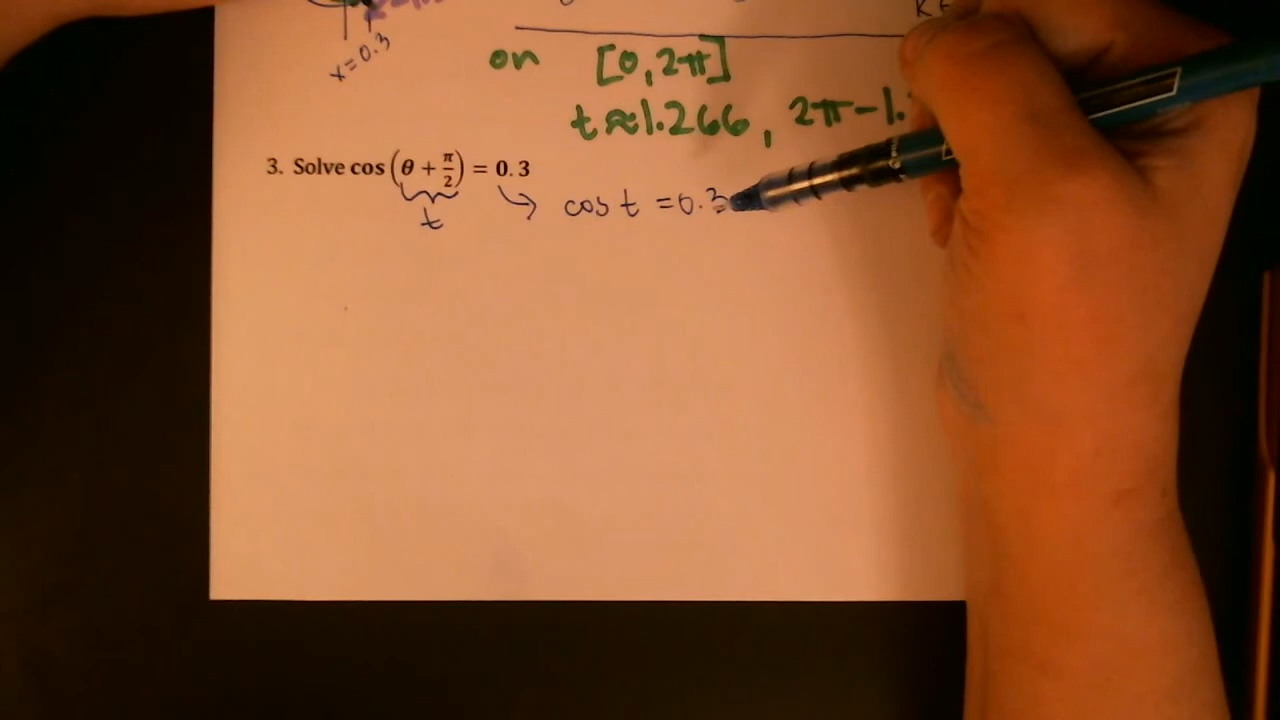 x=0.3
on [0, 2π]
t≈1.266, 2π-1.
3. Solve cos(θ + π/2) = 0.3
t
cos t = 0.3